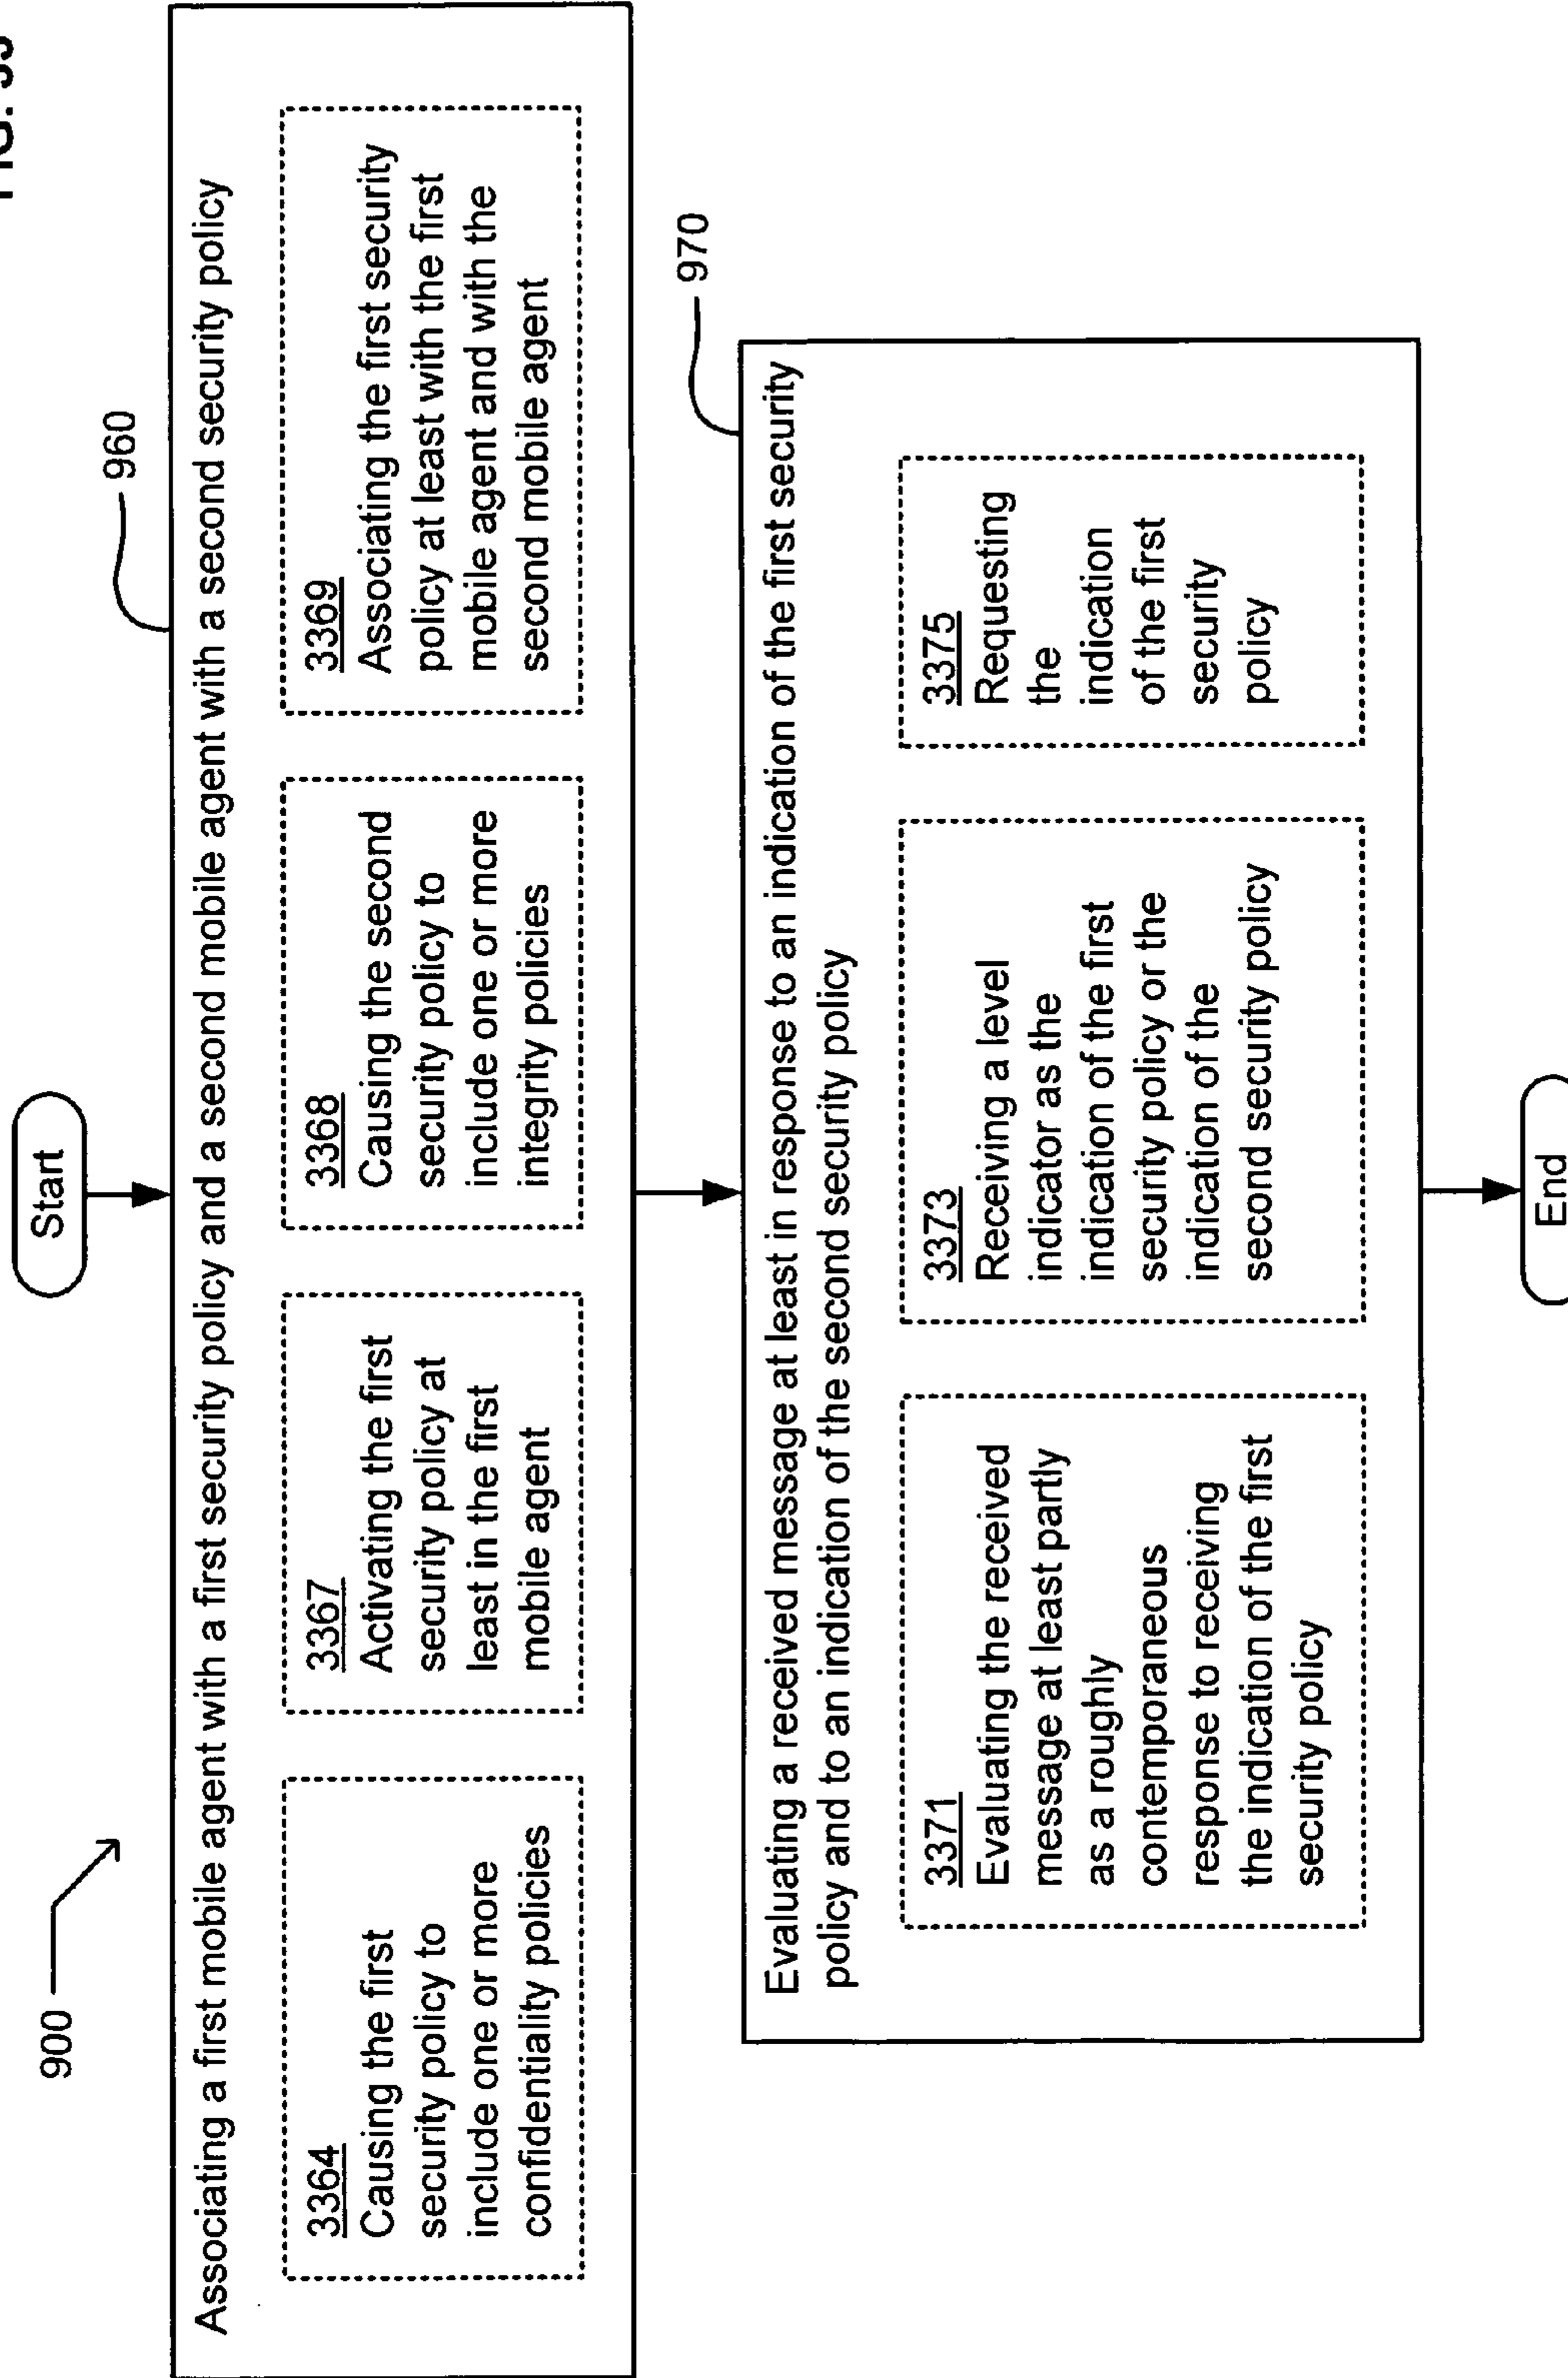 FIG.
900
Start
960
Associating a first mobile agent with a first security policy and a second mobile agent with a second security policy
3364
Causing the first
security policy to
include one or more
confidentiality policies
3367
Activating the first
security policy at
least in the first
mobile agent
3368
Causing the second
security policy to
include one or more
integrity policies
3369
Associating the first security
policy at least with the first
mobile agent and with the
second mobile agent
970
Evaluating a received message at least in response to an indication of the first security
policy and to an indication of the second security policy
3371
Evaluating the received
message at least partly
as a roughly
contemporaneous
response to receiving
the indication of the first
security policy
3373
Receiving a level
indicator as the
indication of the first
security policy or the
indication of the
second security policy
3375
Requesting
the
indication
of the first
security
policy
End